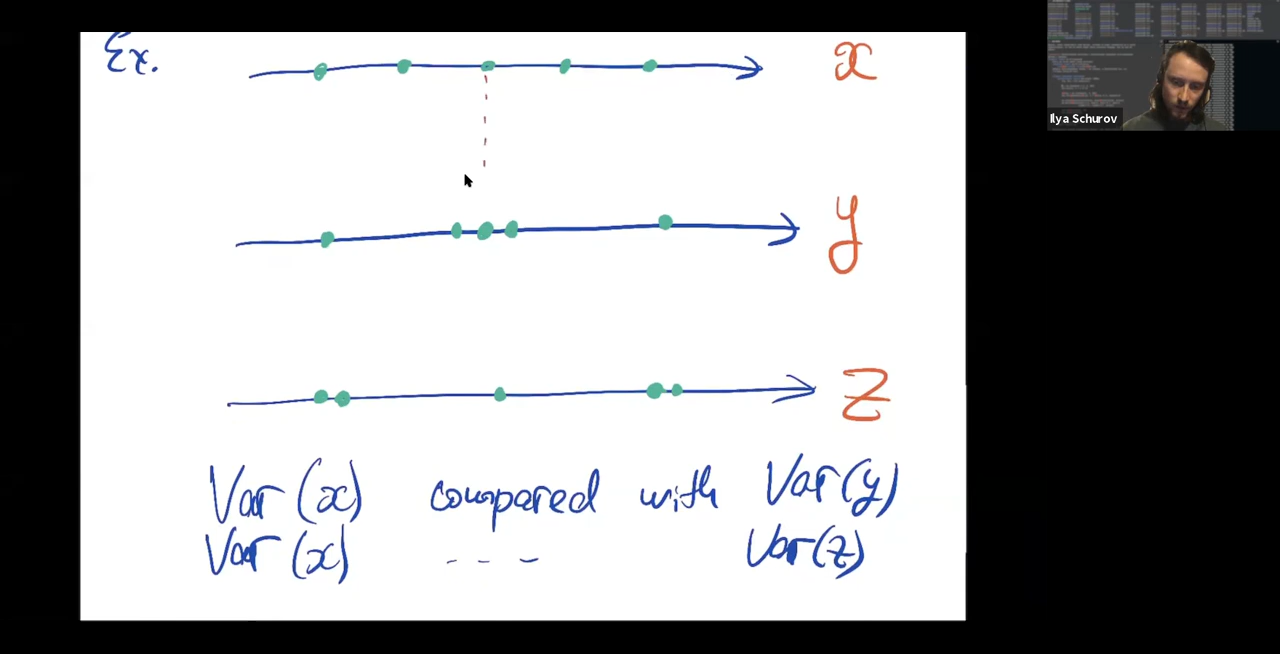 Ex.
x
Ilya Schurov
y
z
Var(x) compared with Var(y)
Var(x) --- Var(z)